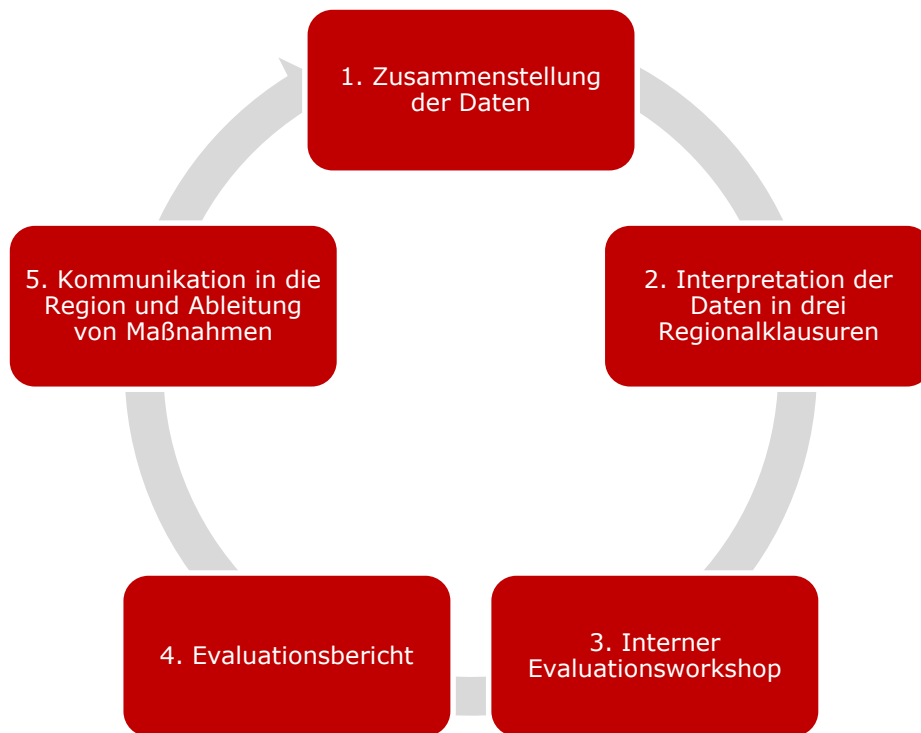 1. Zusammenstellung
der Daten
2. Interpretation der
Daten in drei
Regionalklausuren
3. Interner
Evaluationsworkshop
4. Evaluationsbericht
5. Kommunikation in die
Region und Ableitung
von Maßnahmen